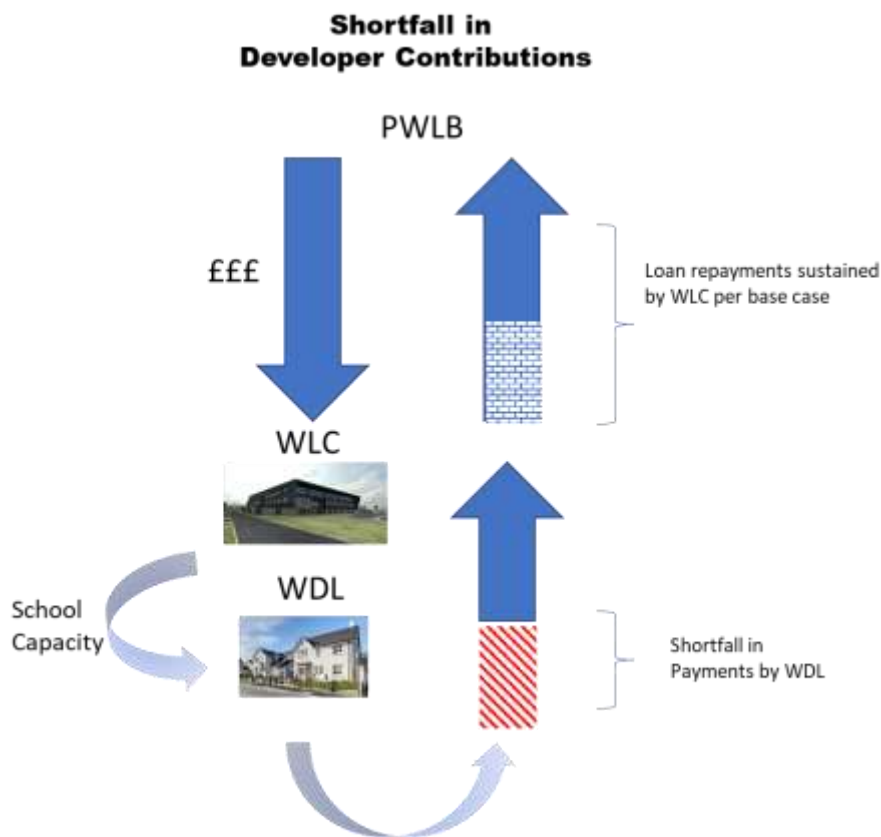 Shortfall in
Developer Contributions
PWLB
£££
Loan repayments sustained
by WLC per base case
WLC
School
Capacity
WDL
Shortfall in
Payments by WDL